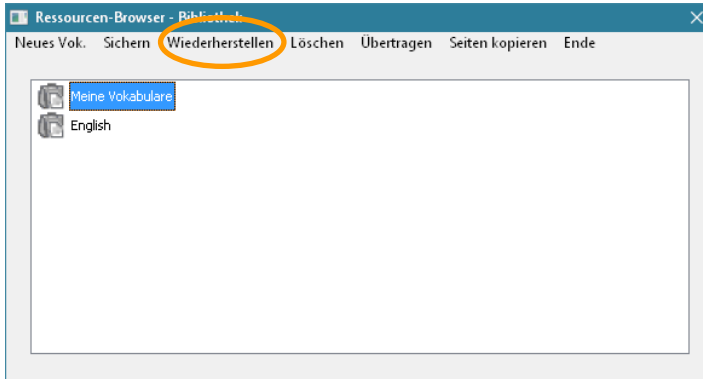 Ressourcen-Browser - Bibliothek
Neues Vok. Sichern Wiederherstellen Löschen Übertragen Seiten kopieren Ende
Meine Vokabulare
English